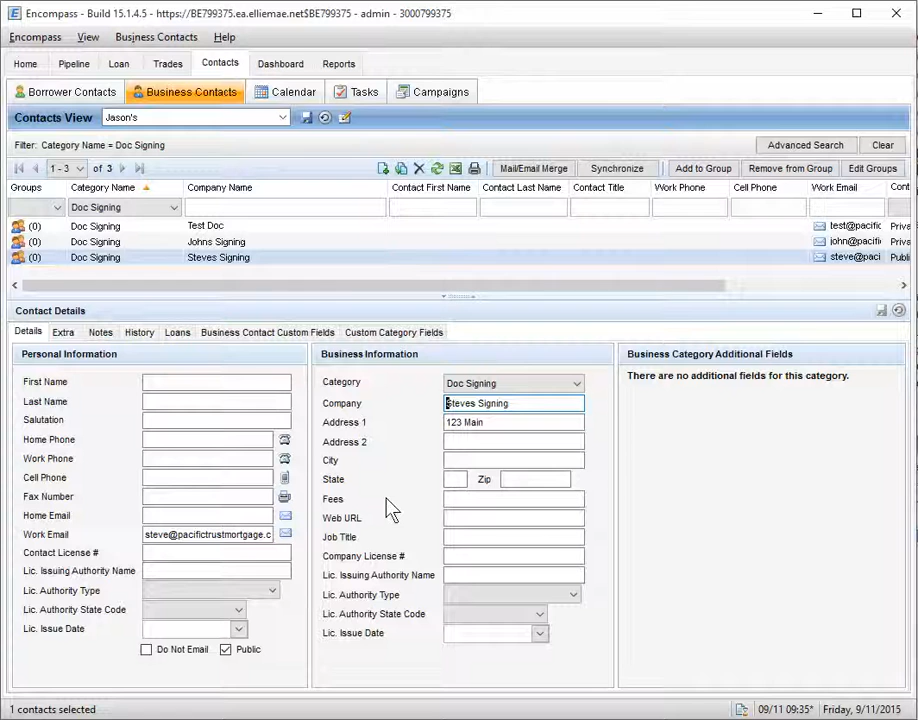 Encompass - Build 15.1.4.5 - https://BE799375.ea.elliemae.net$BE799375 - admin - 3000799375
Encompass View Business Contacts Help
Home Pipeline Loan Trades Contacts Dashboard Reports
Borrower Contacts Business Contacts Calendar Tasks Campaigns
Contacts View Jason's
Filter: Category Name = Doc Signing Advanced Search Clear
1 - 3 of 3 Mail/Email Merge Synchronize Add to Group Remove from Group Edit Groups
Groups Category Name Company Name Contact First Name Contact Last Name Contact Title Work Phone Cell Phone Work Email Cont
Doc Signing
(0) Doc Signing Test Doc test@pacific Priva
(0) Doc Signing Johns Signing john@pacific Priva
(0) Doc Signing Steves Signing steve@paci Publi
Contact Details
Details Extra Notes History Loans Business Contact Custom Fields Custom Category Fields
Personal Information
First Name
Last Name
Salutation
Home Phone
Work Phone
Cell Phone
Fax Number
Home Email
Work Email steve@pacifictrustmortgage.c
Contact License #
Lic. Issuing Authority Name
Lic. Authority Type
Lic. Authority State Code
Lic. Issue Date
Do Not Email Public
Business Information
Category Doc Signing
Company Steves Signing
Address 1 123 Main
Address 2
City
State Zip
Fees
Web URL
Job Title
Company License #
Lic. Issuing Authority Name
Lic. Authority Type
Lic. Authority State Code
Lic. Issue Date
Business Category Additional Fields
There are no additional fields for this category.
1 contacts selected 09/11 09:35* Friday, 9/11/2015